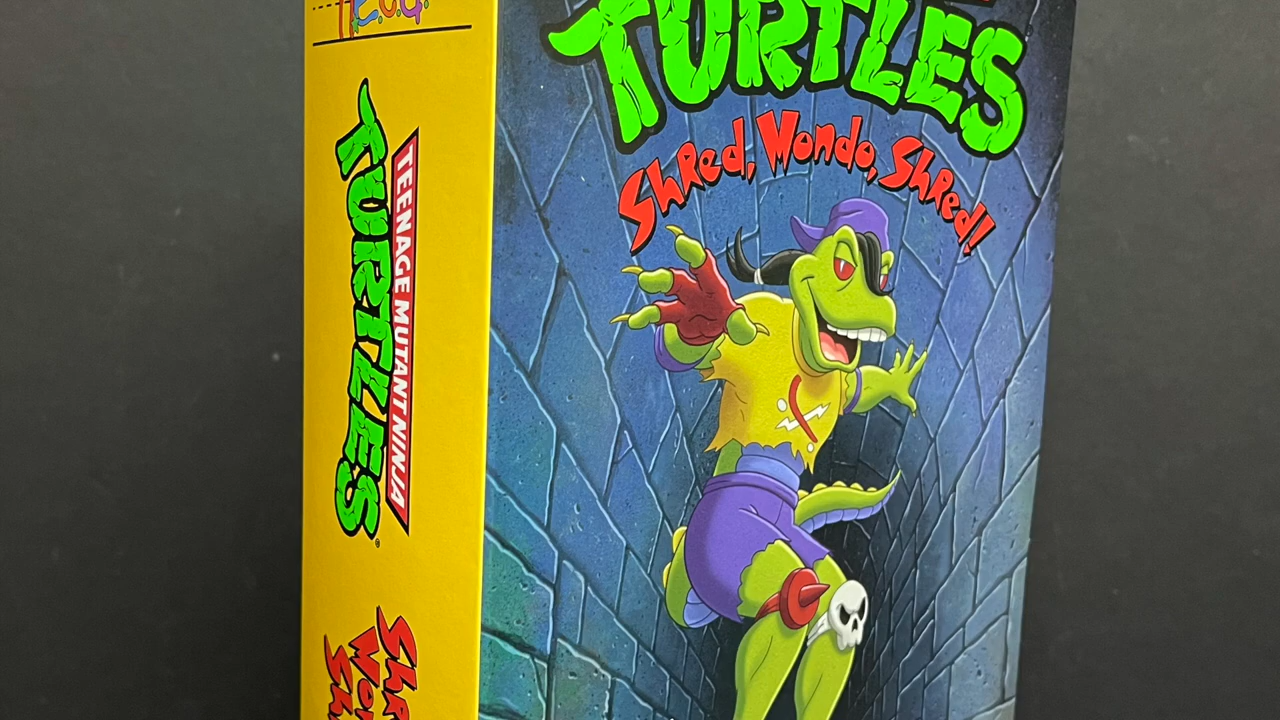 TEENAGE MUTANT NINJA
TURTLES
®
TURTLES
Shred, Mondo, Shred!